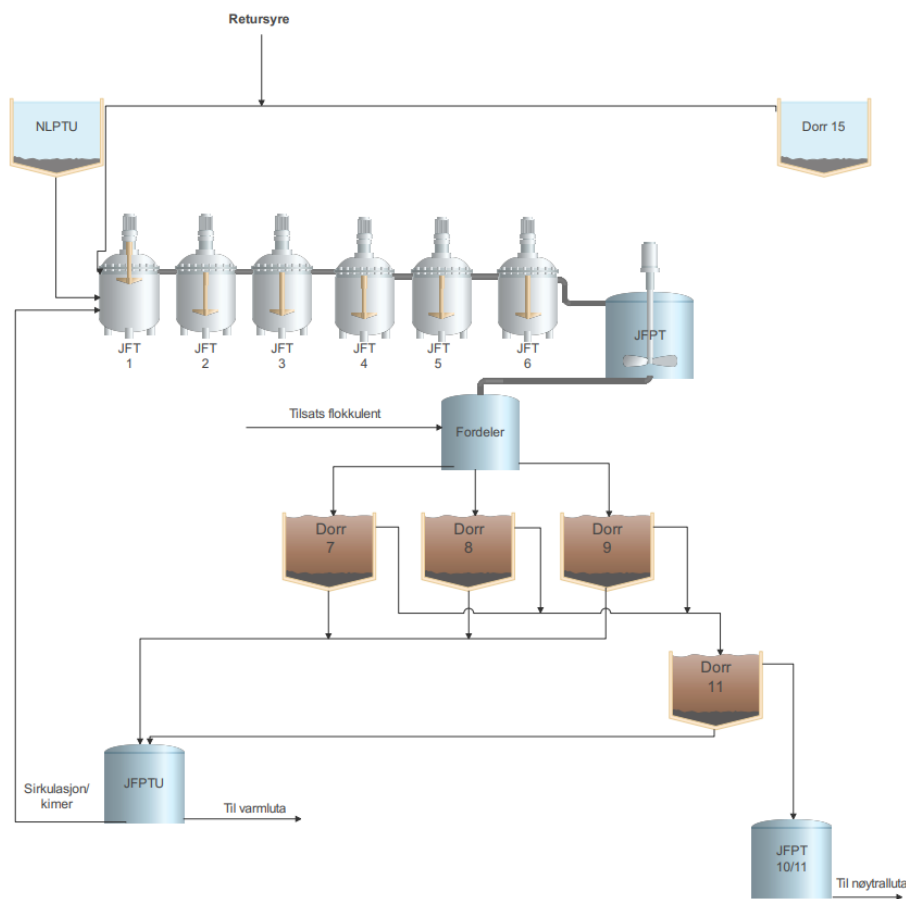 Retursyre
NLPTU
Dorr 15
JFT
1
JFT
2
JFT
3
JFT
4
JFT
5
JFT
6
JFPT
Tilsats flokkulent
Fordeler
Dorr
7
Dorr
8
Dorr
9
Dorr
11
JFPTU
Sirkulasjon/
kimer
Til varmluta
JFPT
10/11
Til nøytralluta